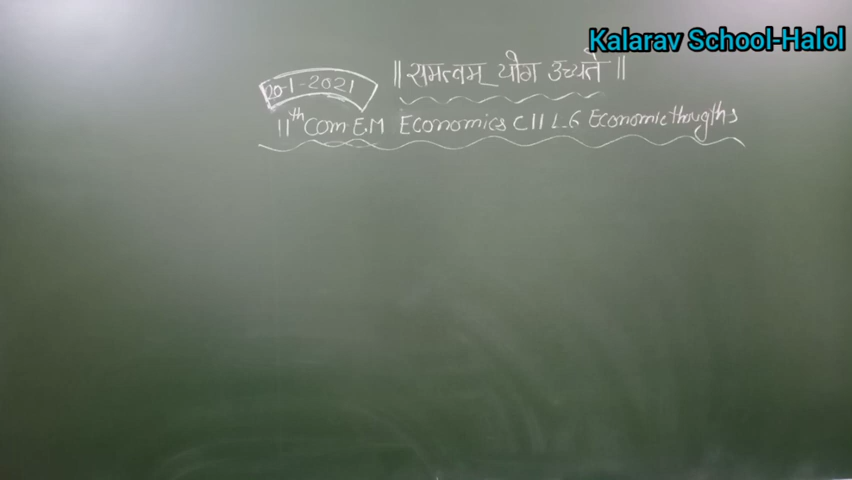 Kalarav School-Halol
॥ समत्वम् योग उच्यते ॥
20-1-2021
11th Com E.M Economics C11 L-6 Economic thougths